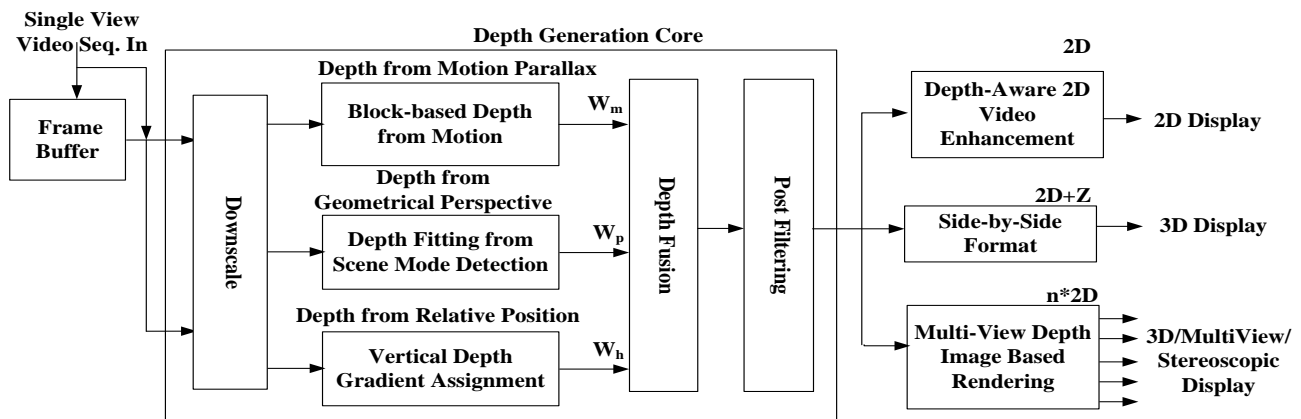 Single View
Video Seq. In
Frame
Buffer
Depth Generation Core
Downscale
Depth from Motion Parallax
Block-based Depth
from Motion
W_m
Depth from
Geometrical Perspective
Depth Fitting from
Scene Mode Detection
W_p
Depth from Relative Position
Vertical Depth
Gradient Assignment
W_h
Depth Fusion
Post Filtering
2D
Depth-Aware 2D
Video
Enhancement
2D Display
2D+Z
Side-by-Side
Format
3D Display
n*2D
Multi-View Depth
Image Based
Rendering
3D/MultiView/
Stereoscopic
Display